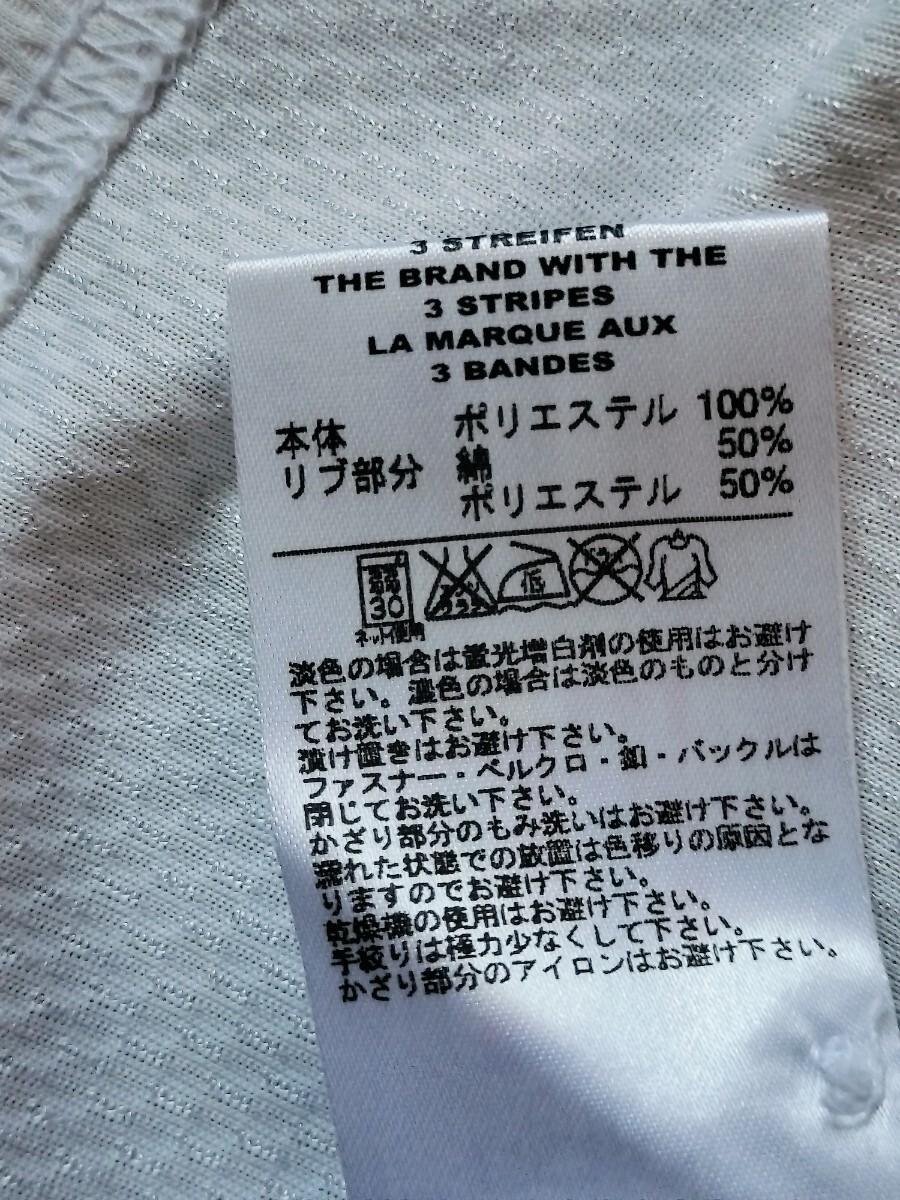 3 STREIFEN
THE BRAND WITH THE
3 STRIPES
LA MARQUE AUX
3 BANDES
本体 ポリエステル 100%
リブ部分 綿 50%
ポリエステル 50%
弱 30 低
ネット使用
淡色の場合は蛍光増白剤の使用はお避け
下さい。濃色の場合は淡色のものと分け
てお洗い下さい。
漬け置きはお避け下さい。
ファスナー・ベルクロ・釦・バックルは
閉じてお洗い下さい。
かざり部分のもみ洗いはお避け下さい。
濡れた状態での放置は色移りの原因とな
りますのでお避け下さい。
乾燥機の使用はお避け下さい。
手絞りは極力少なくして下さい。
かざり部分のアイロンはお避け下さい。